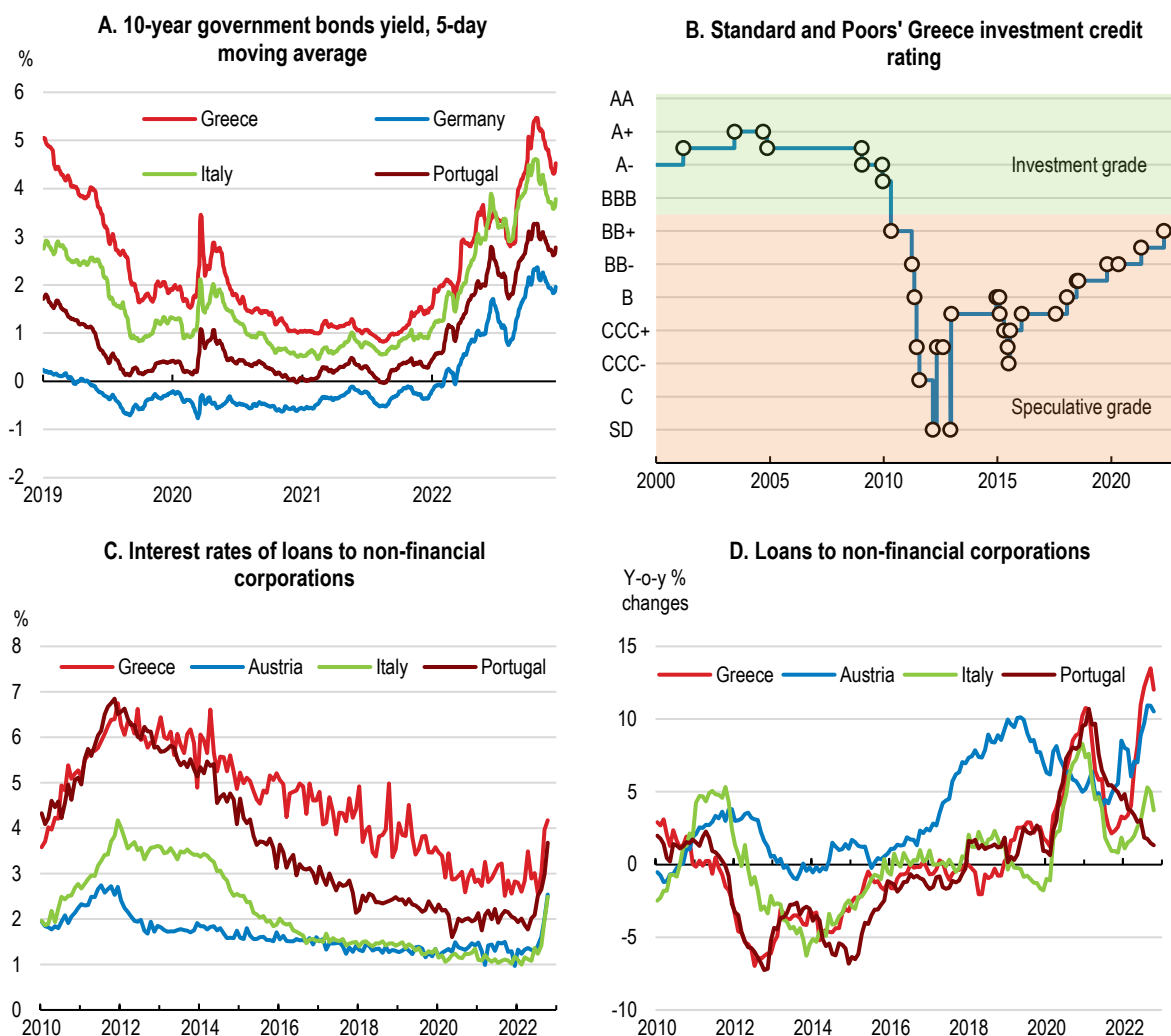 A. 10-year government bonds yield, 5-day
moving average
%
6
5
4
3
2
1
0
-1
-2
Greece
Germany
Italy
Portugal
2019
2020
2021
2022
B. Standard and Poors' Greece investment credit
rating
AA
A+
A-
BBB
BB+
BB-
B
CCC+
CCC-
C
SD
Investment grade
Speculative grade
2000
2005
2010
2015
2020
C. Interest rates of loans to non-financial
corporations
%
8
7
6
5
4
3
2
1
0
Greece
Austria
Italy
Portugal
2010
2012
2014
2016
2018
2020
2022
D. Loans to non-financial corporations
Y-o-y %
changes
15
10
5
0
-5
-10
Greece
Austria
Italy
Portugal
2010
2012
2014
2016
2018
2020
2022